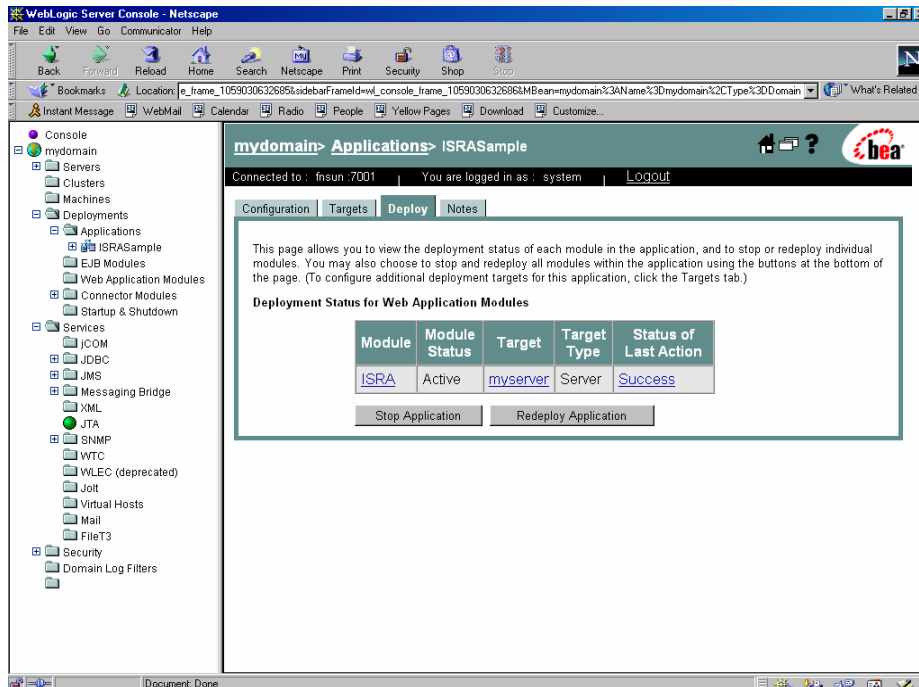 WebLogic Server Console - Netscape
File Edit View Go Communicator Help
Back Forward Reload Home Search Netscape Print Security Shop Stop
Bookmarks Location: e_frame_1059030632685&sidebarFrameId=wl_console_frame_1059030632686&MBean=mydomain%3AName%3Dmydomain%2CType%3DDomain What's Related
Instant Message WebMail Calendar Radio People Yellow Pages Download Customize...
Console
mydomain
Servers
Clusters
Machines
Deployments
Applications
ISRASample
EJB Modules
Web Application Modules
Connector Modules
Startup & Shutdown
Services
jCOM
JDBC
JMS
Messaging Bridge
XML
JTA
SNMP
WTC
WLEC (deprecated)
Jolt
Virtual Hosts
Mail
FileT3
Security
Domain Log Filters
mydomain> Applications> ISRASample
? bea
Connected to : fnsun :7001 | You are logged in as : system | Logout
Configuration Targets Deploy Notes
This page allows you to view the deployment status of each module in the application, and to stop or redeploy individual
modules. You may also choose to stop and redeploy all modules within the application using the buttons at the bottom of
the page. (To configure additional deployment targets for this application, click the Targets tab.)
Deployment Status for Web Application Modules
Module Module Status Target Target Type Status of Last Action
ISRA Active myserver Server Success
Stop Application Redeploy Application
Document: Done